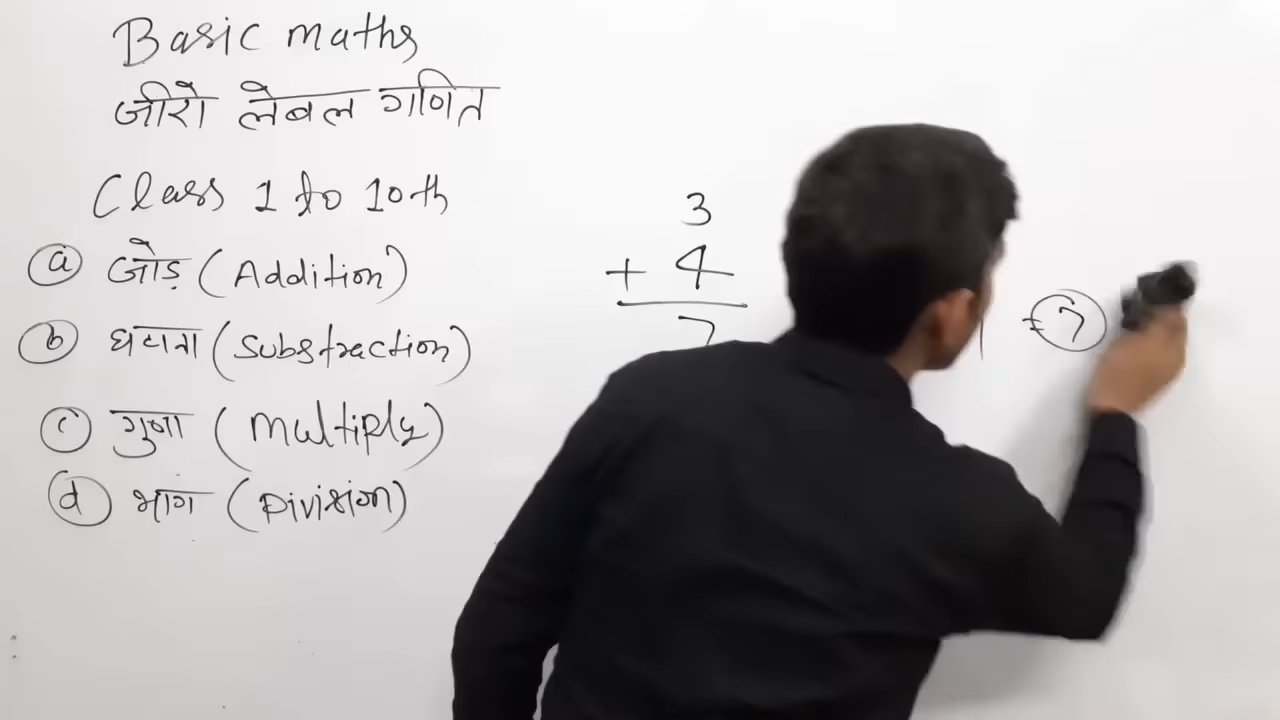 Basic maths
जीरो लेबल गणित
Class 1 to 10th
a जोड़ (Addition)
b घटाना (Substraction)
c गुणा (multiply)
d भाग (Division)
3
+ 4
7
= 7